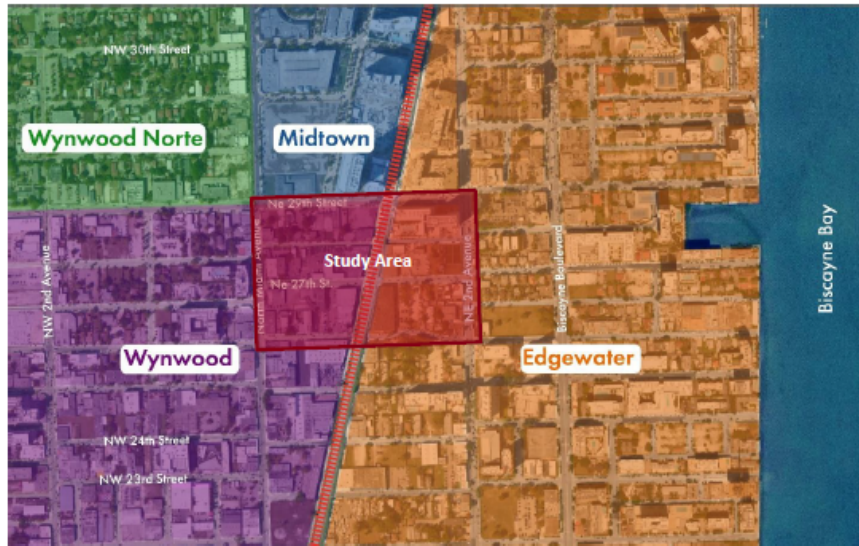 NW 30th Street
Wynwood Norte
Midtown
Ne 29th Street
North Miami Avenue
Study Area
Ne 27th St.
NW 2nd Avenue
NE 2nd Avenue
Biscayne Boulevard
Biscayne Bay
Wynwood
Edgewater
NW 24th Street
NW 23rd Street